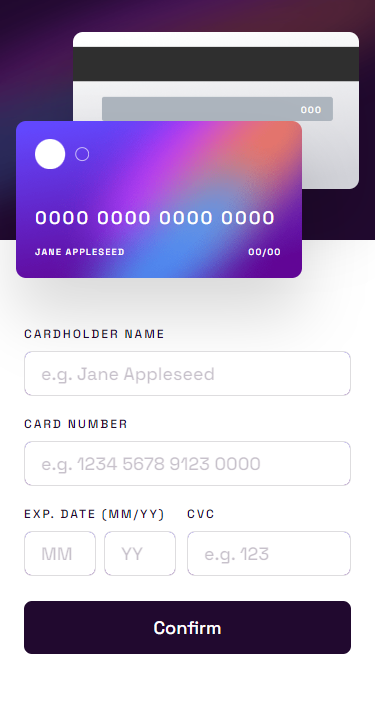 000
0000 0000 0000 0000
JANE APPLESEED 00/00
CARDHOLDER NAME
e.g. Jane Appleseed
CARD NUMBER
e.g. 1234 5678 9123 0000
EXP. DATE (MM/YY) CVC
MM YY e.g. 123
Confirm